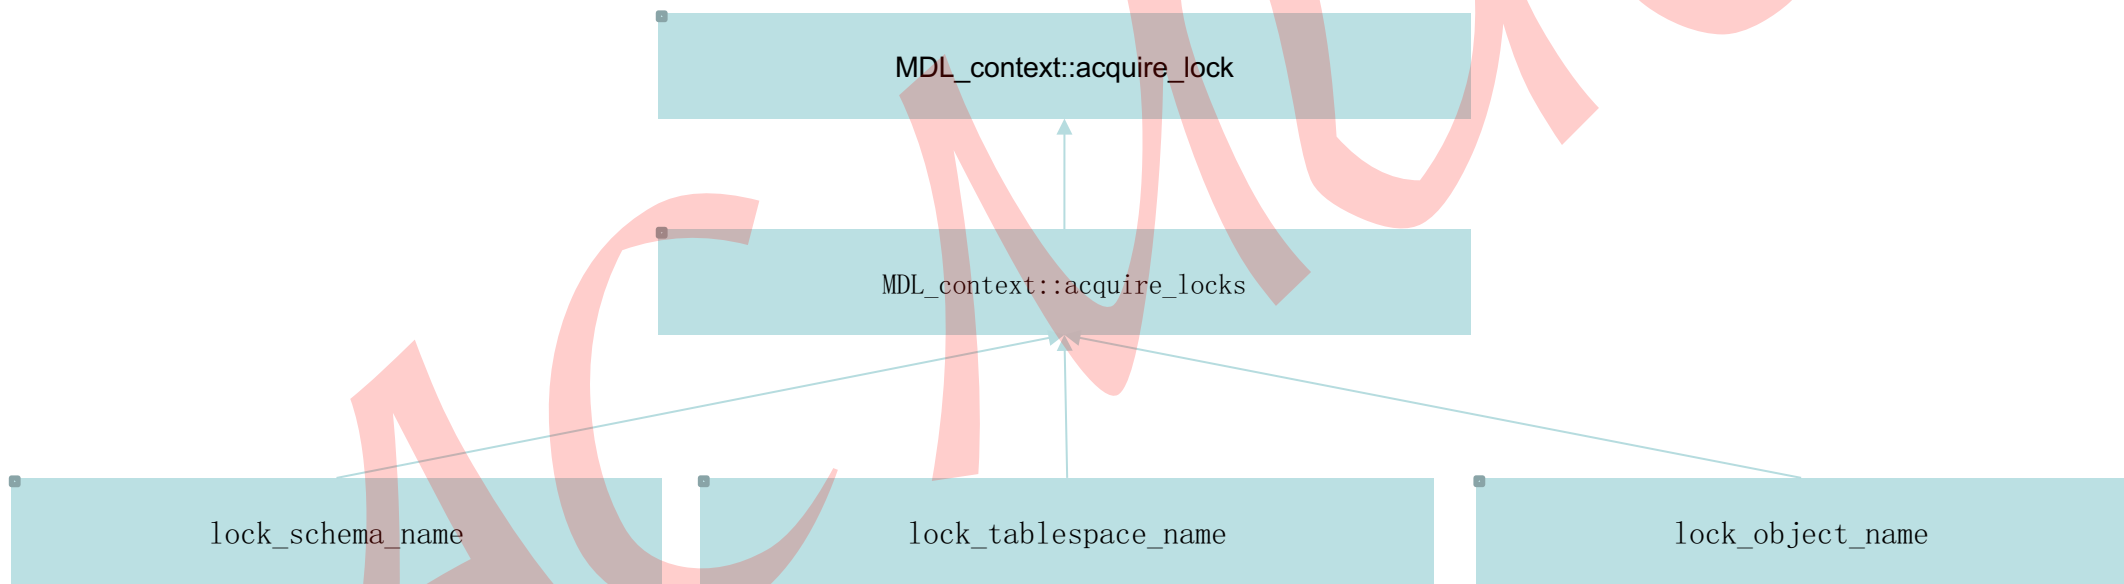 MDL_context::acquire_lock
MDL_context::acquire_locks
lock_schema_name
lock_tablespace_name
lock_object_name